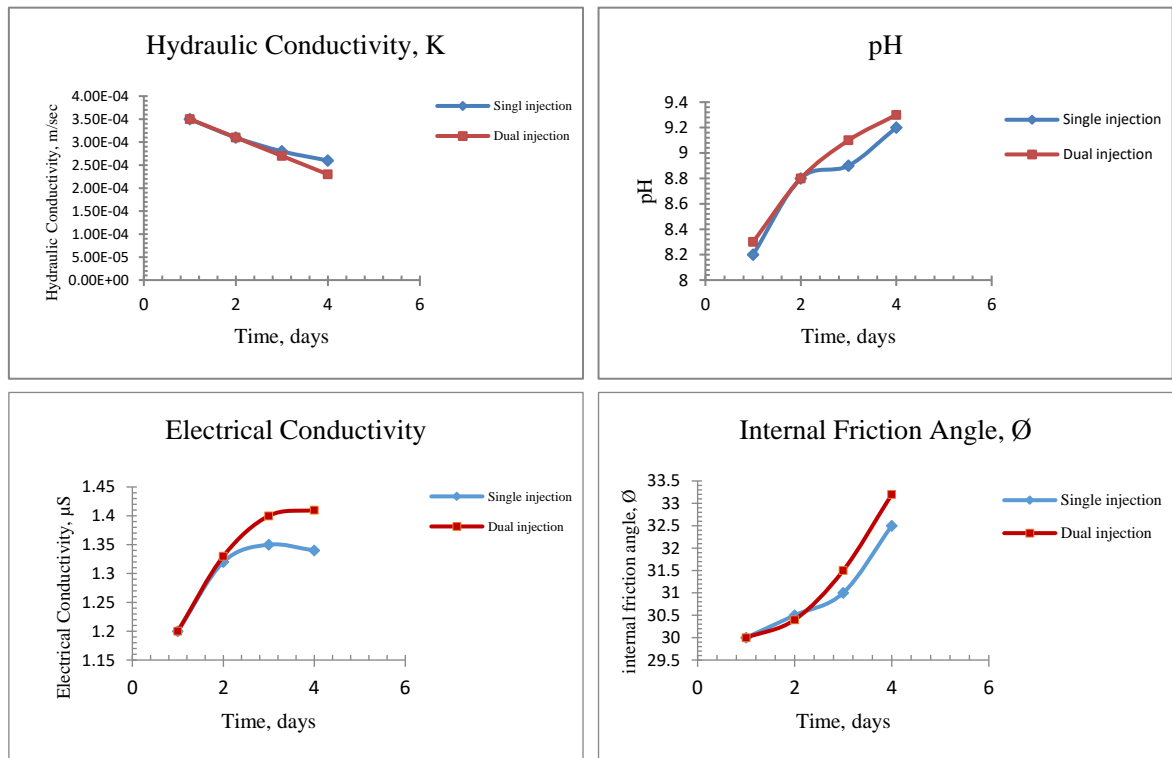 Hydraulic Conductivity, K
Hydraulic Conductivity, m/sec
4.00E-04
3.50E-04
3.00E-04
2.50E-04
2.00E-04
1.50E-04
1.00E-04
5.00E-05
0.00E+00
0 2 4 6
Time, days
Singl injection
Dual injection
pH
pH
9.4
9.2
9
8.8
8.6
8.4
8.2
8
0 2 4 6
Time, days
Single injection
Dual injection
Electrical Conductivity
Electrical Conductivity, µS
1.45
1.4
1.35
1.3
1.25
1.2
1.15
0 2 4 6
Time, days
Single injection
Dual injection
Internal Friction Angle, Ø
internal friction angle, Ø
33.5
33
32.5
32
31.5
31
30.5
30
29.5
0 2 4 6
Time, days
Single injection
Dual injection